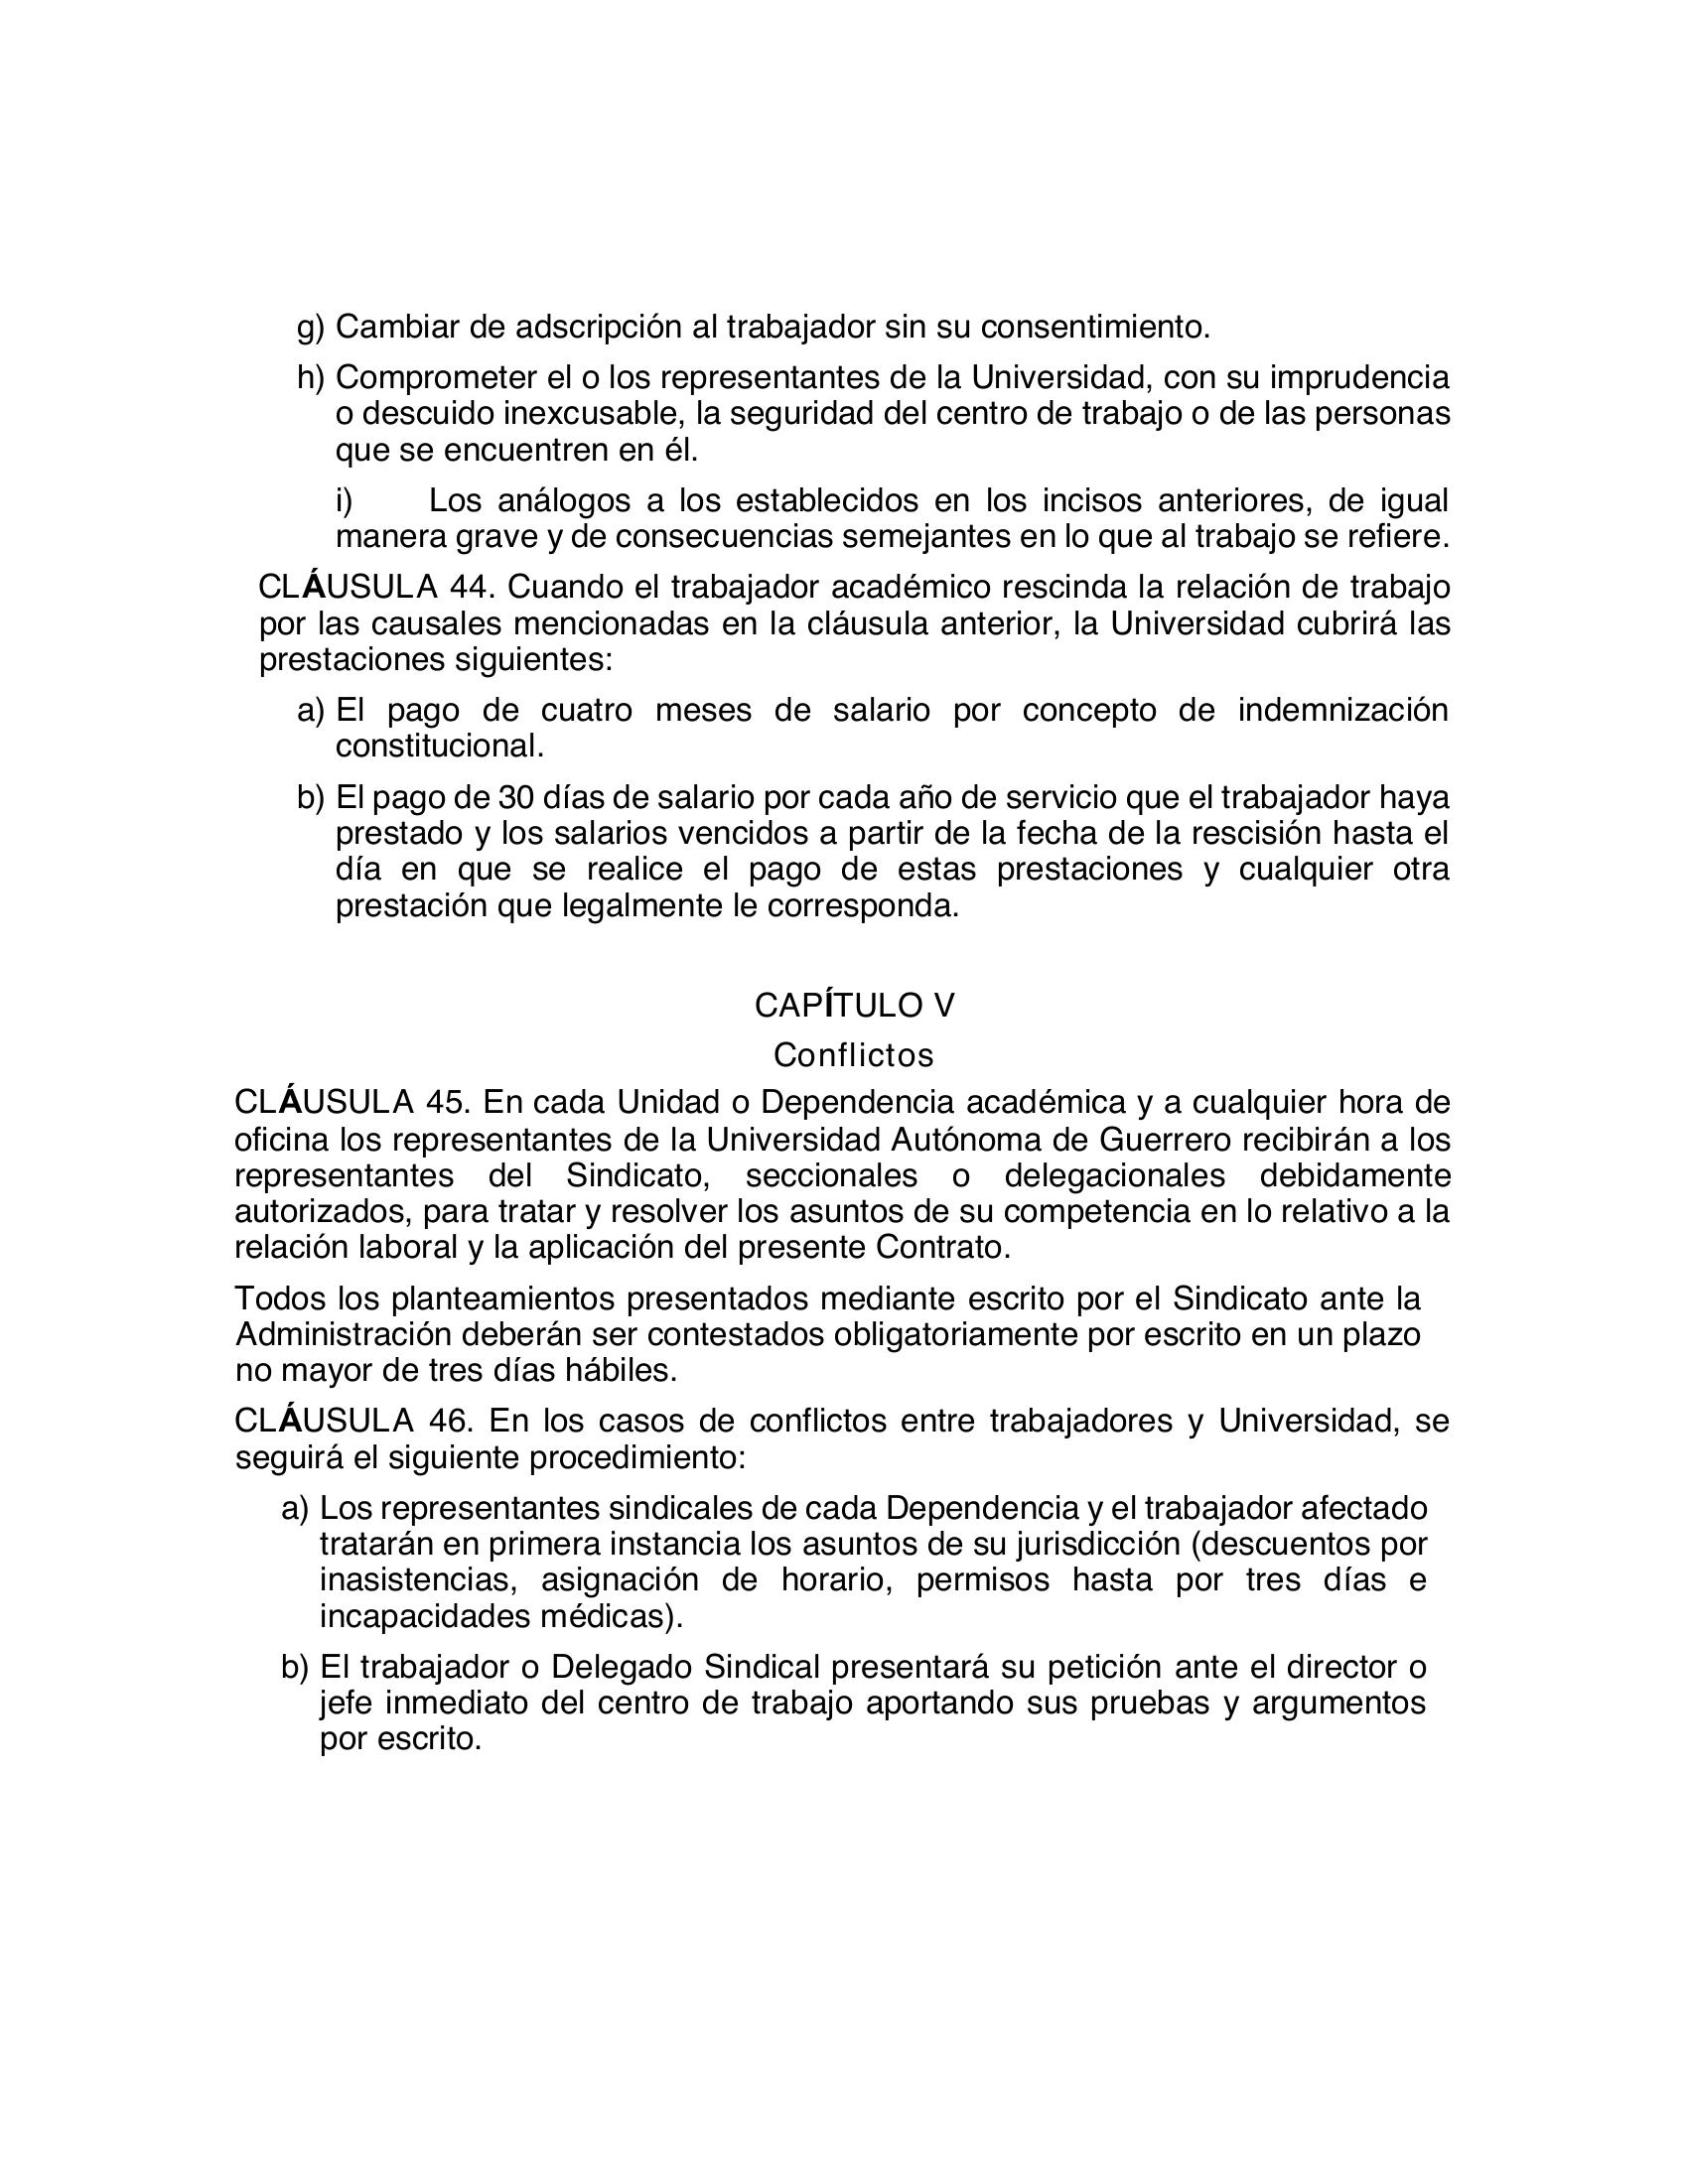 g) Cambiar de adscripción al trabajador sin su consentimiento.
h) Comprometer el o los representantes de la Universidad, con su imprudencia
o descuido inexcusable, la seguridad del centro de trabajo o de las personas
que se encuentren en él.
i) Los análogos a los establecidos en los incisos anteriores, de igual
manera grave y de consecuencias semejantes en lo que al trabajo se refiere.
CLÁUSULA 44. Cuando el trabajador académico rescinda la relación de trabajo
por las causales mencionadas en la cláusula anterior, la Universidad cubrirá las
prestaciones siguientes:
a) El pago de cuatro meses de salario por concepto de indemnización
constitucional.
b) El pago de 30 días de salario por cada año de servicio que el trabajador haya
prestado y los salarios vencidos a partir de la fecha de la rescisión hasta el
día en que se realice el pago de estas prestaciones y cualquier otra
prestación que legalmente le corresponda.
CAPÍTULO V
Conflictos
CLÁUSULA 45. En cada Unidad o Dependencia académica y a cualquier hora de
oficina los representantes de la Universidad Autónoma de Guerrero recibirán a los
representantes del Sindicato, seccionales o delegacionales debidamente
autorizados, para tratar y resolver los asuntos de su competencia en lo relativo a la
relación laboral y la aplicación del presente Contrato.
Todos los planteamientos presentados mediante escrito por el Sindicato ante la
Administración deberán ser contestados obligatoriamente por escrito en un plazo
no mayor de tres días hábiles.
CLÁUSULA 46. En los casos de conflictos entre trabajadores y Universidad, se
seguirá el siguiente procedimiento:
a) Los representantes sindicales de cada Dependencia y el trabajador afectado
tratarán en primera instancia los asuntos de su jurisdicción (descuentos por
inasistencias, asignación de horario, permisos hasta por tres días e
incapacidades médicas).
b) El trabajador o Delegado Sindical presentará su petición ante el director o
jefe inmediato del centro de trabajo aportando sus pruebas y argumentos
por escrito.